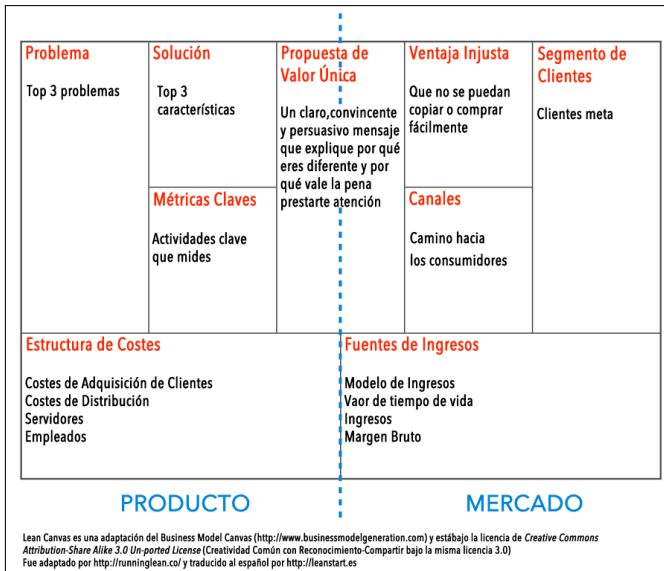 Problema
Top 3 problemas
Solución
Top 3
características
Métricas Claves
Actividades clave
que mides
Propuesta de
Valor Única
Un claro,convincente
y persuasivo mensaje
que explique por qué
eres diferente y por
qué vale la pena
prestarte atención
Ventaja Injusta
Que no se puedan
copiar o comprar
fácilmente
Canales
Camino hacia
los consumidores
Segmento de
Clientes
Clientes meta
Estructura de Costes
Costes de Adquisición de Clientes
Costes de Distribución
Servidores
Empleados
Fuentes de Ingresos
Modelo de Ingresos
Vaor de tiempo de vida
Ingresos
Margen Bruto
PRODUCTO
MERCADO
Lean Canvas es una adaptación del Business Model Canvas (http://www.businessmodelgeneration.com) y estábajo la licencia de Creative Commons
Attribution-Share Alike 3.0 Un-ported License (Creatividad Común con Reconocimiento-Compartir bajo la misma licencia 3.0)
Fue adaptado por http://runninglean.co/ y traducido al español por http://leanstart.es